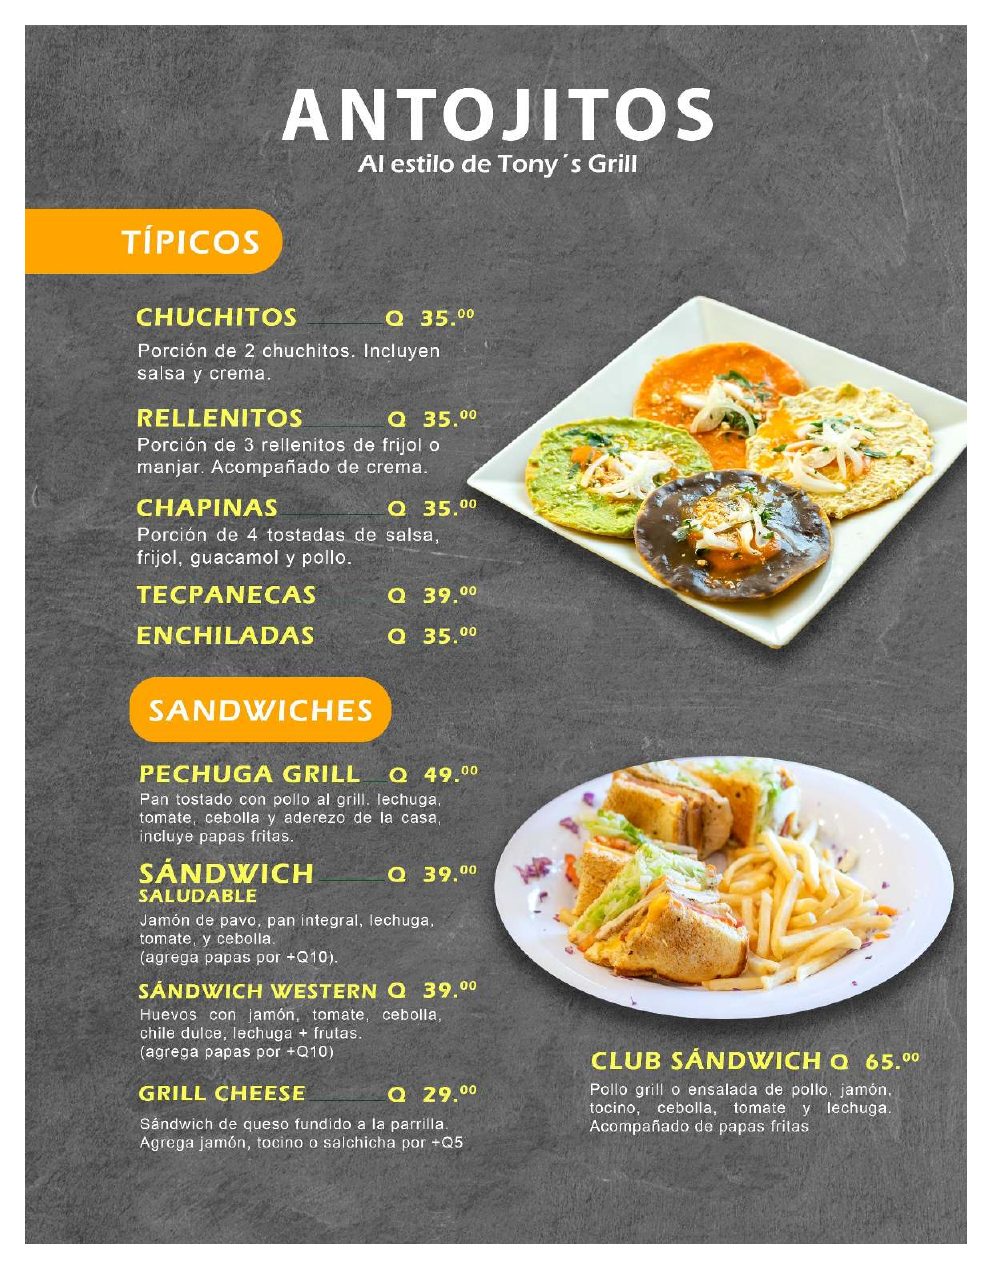 ANTOJITOS
Al estilo de Tony´s Grill
TÍPICOS
CHUCHITOS Q 35.00
Porción de 2 chuchitos. Incluyen
salsa y crema.
RELLENITOS Q 35.00
Porción de 3 rellenitos de frijol o
manjar. Acompañado de crema.
CHAPINAS Q 35.00
Porción de 4 tostadas de salsa,
frijol, guacamol y pollo.
TECPANECAS Q 39.00
ENCHILADAS Q 35.00
SANDWICHES
PECHUGA GRILL Q 49.00
Pan tostado con pollo al grill. lechuga,
tomate, cebolla y aderezo de la casa,
incluye papas fritas.
SÁNDWICH Q 39.00
SALUDABLE
Jamón de pavo, pan integral, lechuga,
tomate, y cebolla.
(agrega papas por +Q10).
SÁNDWICH WESTERN Q 39.00
Huevos con jamón, tomate, cebolla,
chile dulce, lechuga + frutas.
(agrega papas por +Q10)
GRILL CHEESE Q 29.00
Sándwich de queso fundido a la parrilla.
Agrega jamón, tocino o salchicha por +Q5
CLUB SÁNDWICH Q 65.00
Pollo grill o ensalada de pollo, jamón,
tocino, cebolla, tomate y lechuga.
Acompañado de papas fritas